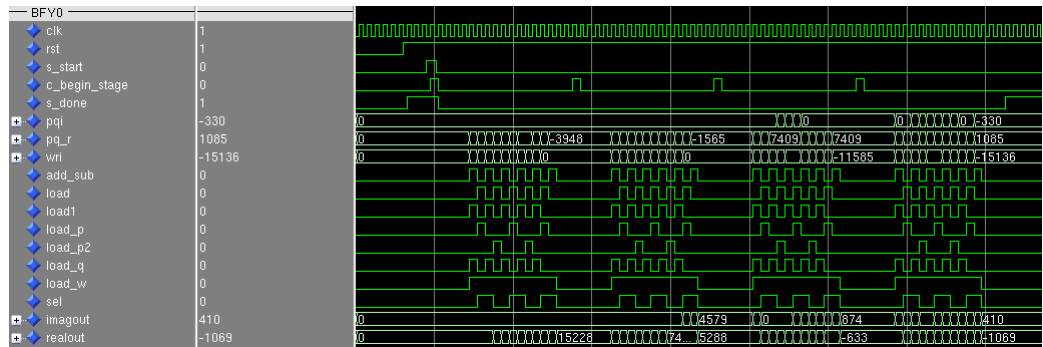 BFY0
clk 1
rst 1
s_start 0
c_begin_stage 0
s_done 1
pqi -330 0 0 0 0 -330
pq_r 1085 0 -3948 -1565 7409 7409 1085
wri -15136 0 0 0 -11585 -15136
add_sub 0
load 0
load1 0
load_p 0
load_p2 0
load_q 0
load_w 0
sel 0
imagout 410 0 4579 0 874 410
realout -1069 0 15228 74... 5288 -633 -1069